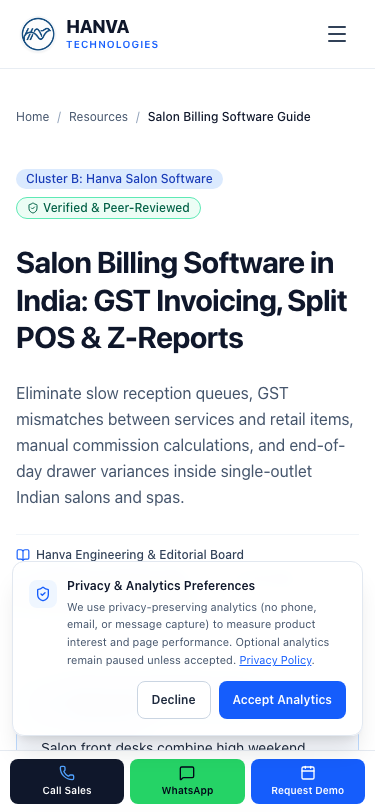 HANVA
TECHNOLOGIES
Home / Resources / Salon Billing Software Guide
Cluster B: Hanva Salon Software
Verified & Peer-Reviewed
Salon Billing Software in
India: GST Invoicing, Split
POS & Z-Reports
Eliminate slow reception queues, GST
mismatches between services and retail items,
manual commission calculations, and end-of-
day drawer variances inside single-outlet
Indian salons and spas.
Hanva Engineering & Editorial Board
Privacy & Analytics Preferences
We use privacy-preserving analytics (no phone,
email, or message capture) to measure product
interest and page performance. Optional analytics
remain paused unless accepted. Privacy Policy.
Decline
Accept Analytics
Salon front desks combine high weekend
Call Sales
WhatsApp
Request Demo